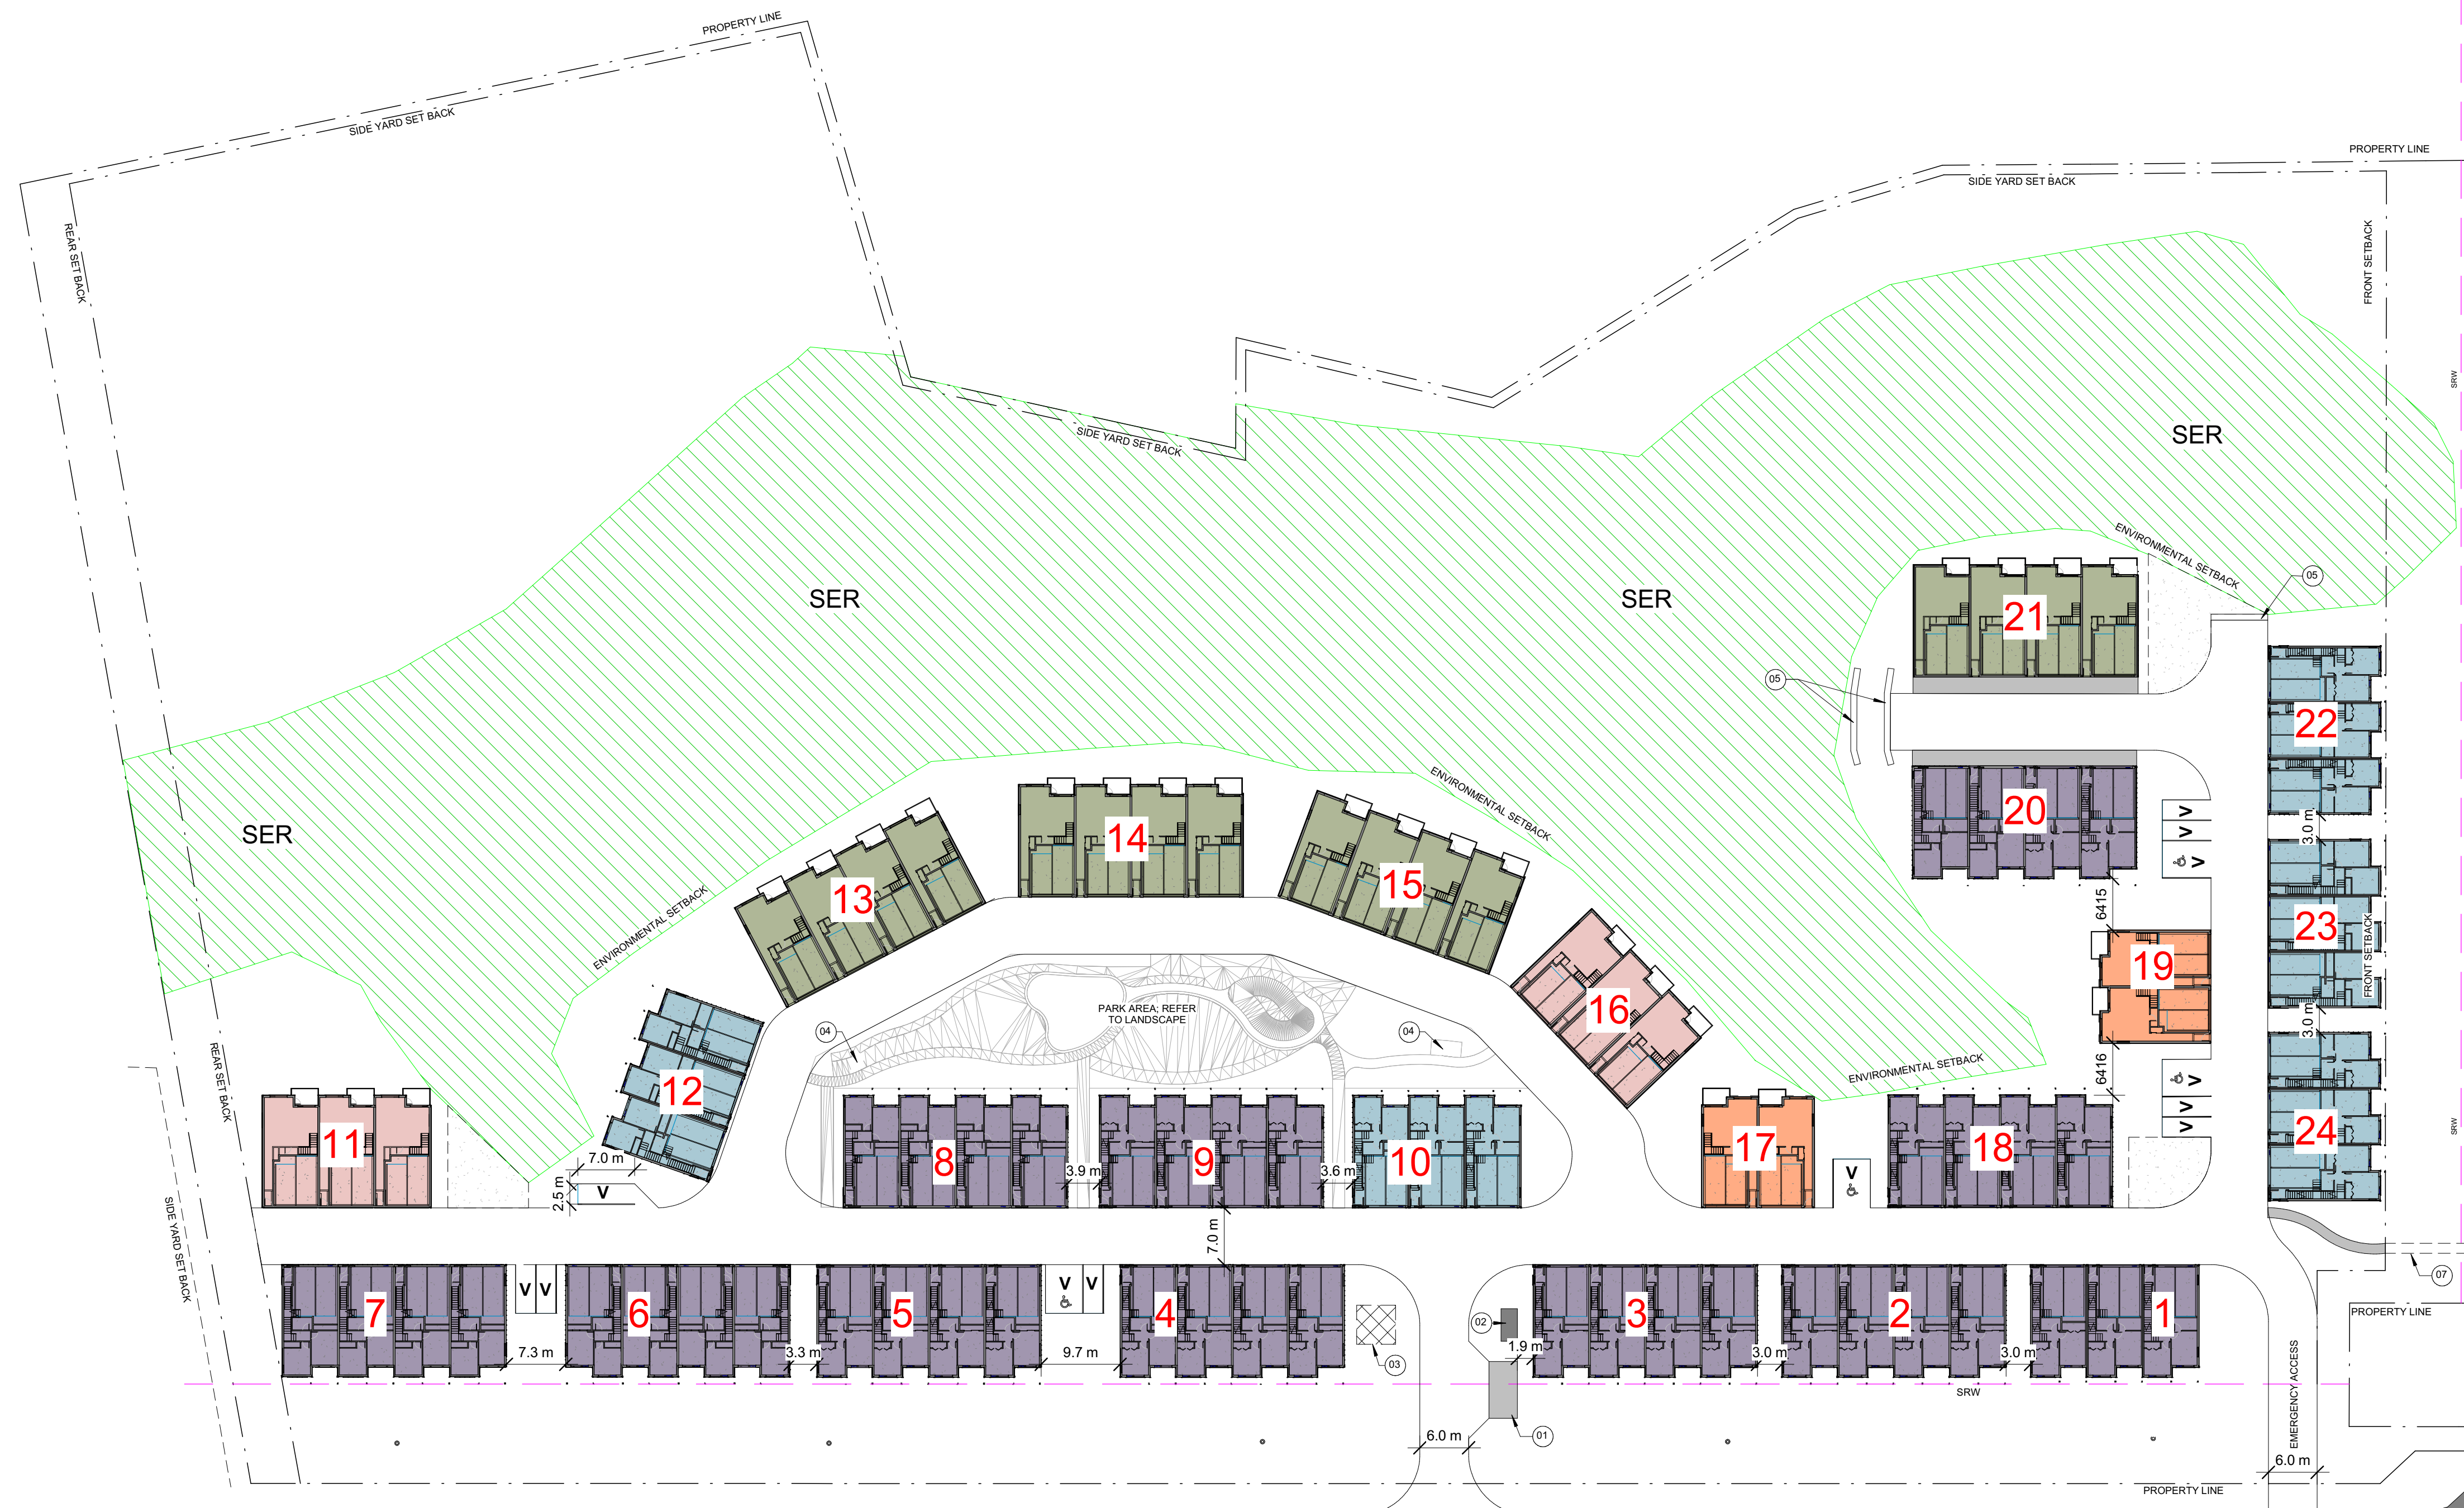 PROPERTY LINE
SIDE YARD SET BACK
PROPERTY LINE
SIDE YARD SET BACK
REAR SET BACK
FRONT SETBACK
SRW
SIDE YARD SET BACK
SER
ENVIRONMENTAL SETBACK
05
SER
SER
21
05
22
ENVIRONMENTAL SETBACK
20
V
V
V
3.0 m
SER
14
15
13
6415
ENVIRONMENTAL SETBACK
23
FRONT SETBACK
19
16
PARK AREA; REFER
TO LANDSCAPE
04
04
3.0 m
REAR SET BACK
12
ENVIRONMENTAL SETBACK
6416
V
V
V
24
SRW
11
7.0 m
2.5 m
V
8
3.9 m
9
3.6 m
10
17
V
18
7.0 m
SIDE YARD SET BACK
07
7
V V
6
5
V V
4
03
02
3
2
1
PROPERTY LINE
7.3 m
3.3 m
9.7 m
1.9 m
3.0 m
3.0 m
SRW
EMERGENCY ACCESS
6.0 m
01
6.0 m
PROPERTY LINE